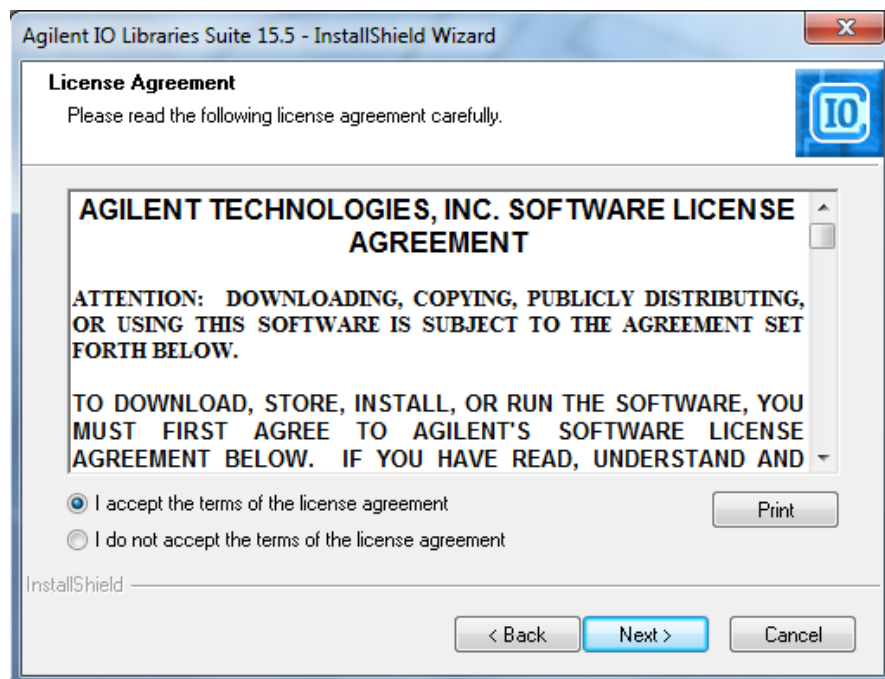 Agilent IO Libraries Suite 15.5 - InstallShield Wizard
License Agreement
Please read the following license agreement carefully.
IO
AGILENT TECHNOLOGIES, INC. SOFTWARE LICENSE
AGREEMENT
ATTENTION: DOWNLOADING, COPYING, PUBLICLY DISTRIBUTING,
OR USING THIS SOFTWARE IS SUBJECT TO THE AGREEMENT SET
FORTH BELOW.
TO DOWNLOAD, STORE, INSTALL, OR RUN THE SOFTWARE, YOU
MUST FIRST AGREE TO AGILENT'S SOFTWARE LICENSE
AGREEMENT BELOW. IF YOU HAVE READ, UNDERSTAND AND
I accept the terms of the license agreement
Print
I do not accept the terms of the license agreement
InstallShield
< Back
Next >
Cancel